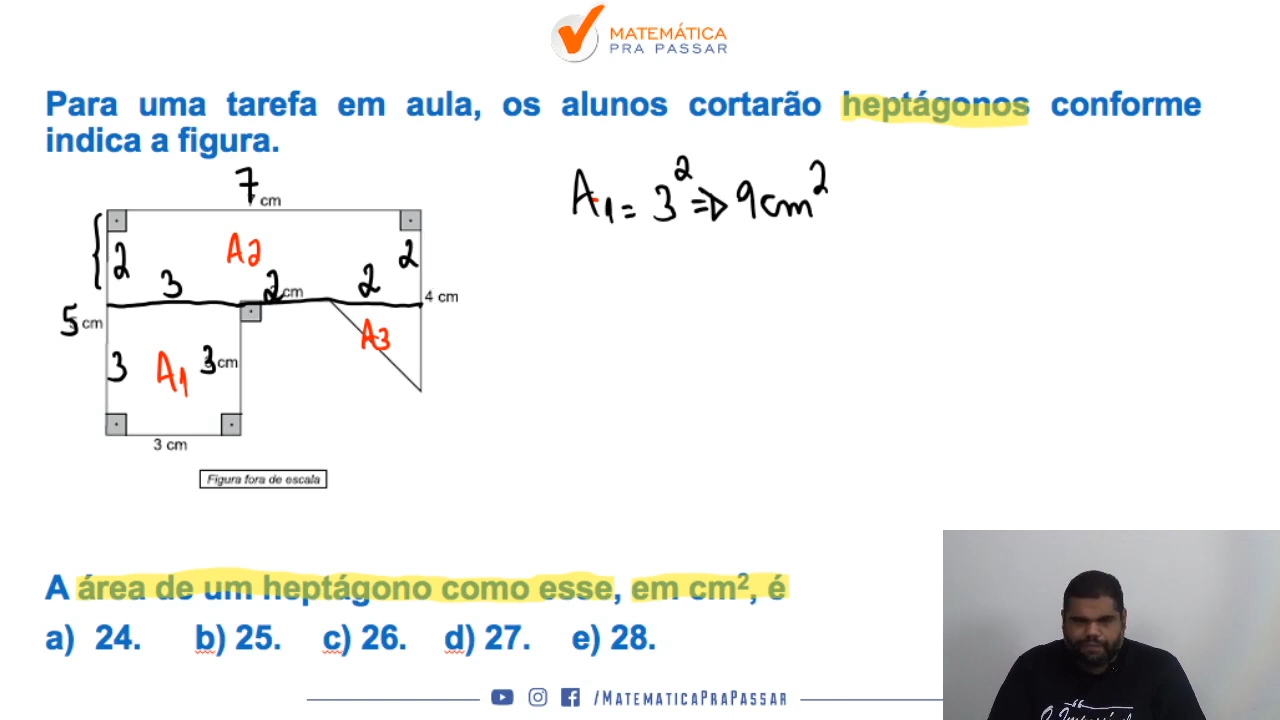 MATEMÁTICA
PRA PASSAR
Para uma tarefa em aula, os alunos cortarão heptágonos conforme
indica a figura.
A1 = 3² ⇒ 9cm²
7 cm
A2
2
2
3
2 cm
2
4 cm
5 cm
A3
3
A1
3 cm
3 cm
Figura fora de escala
A área de um heptágono como esse, em cm², é
a) 24. b) 25. c) 26. d) 27. e) 28.
/MATEMATICAPRAPASSAR